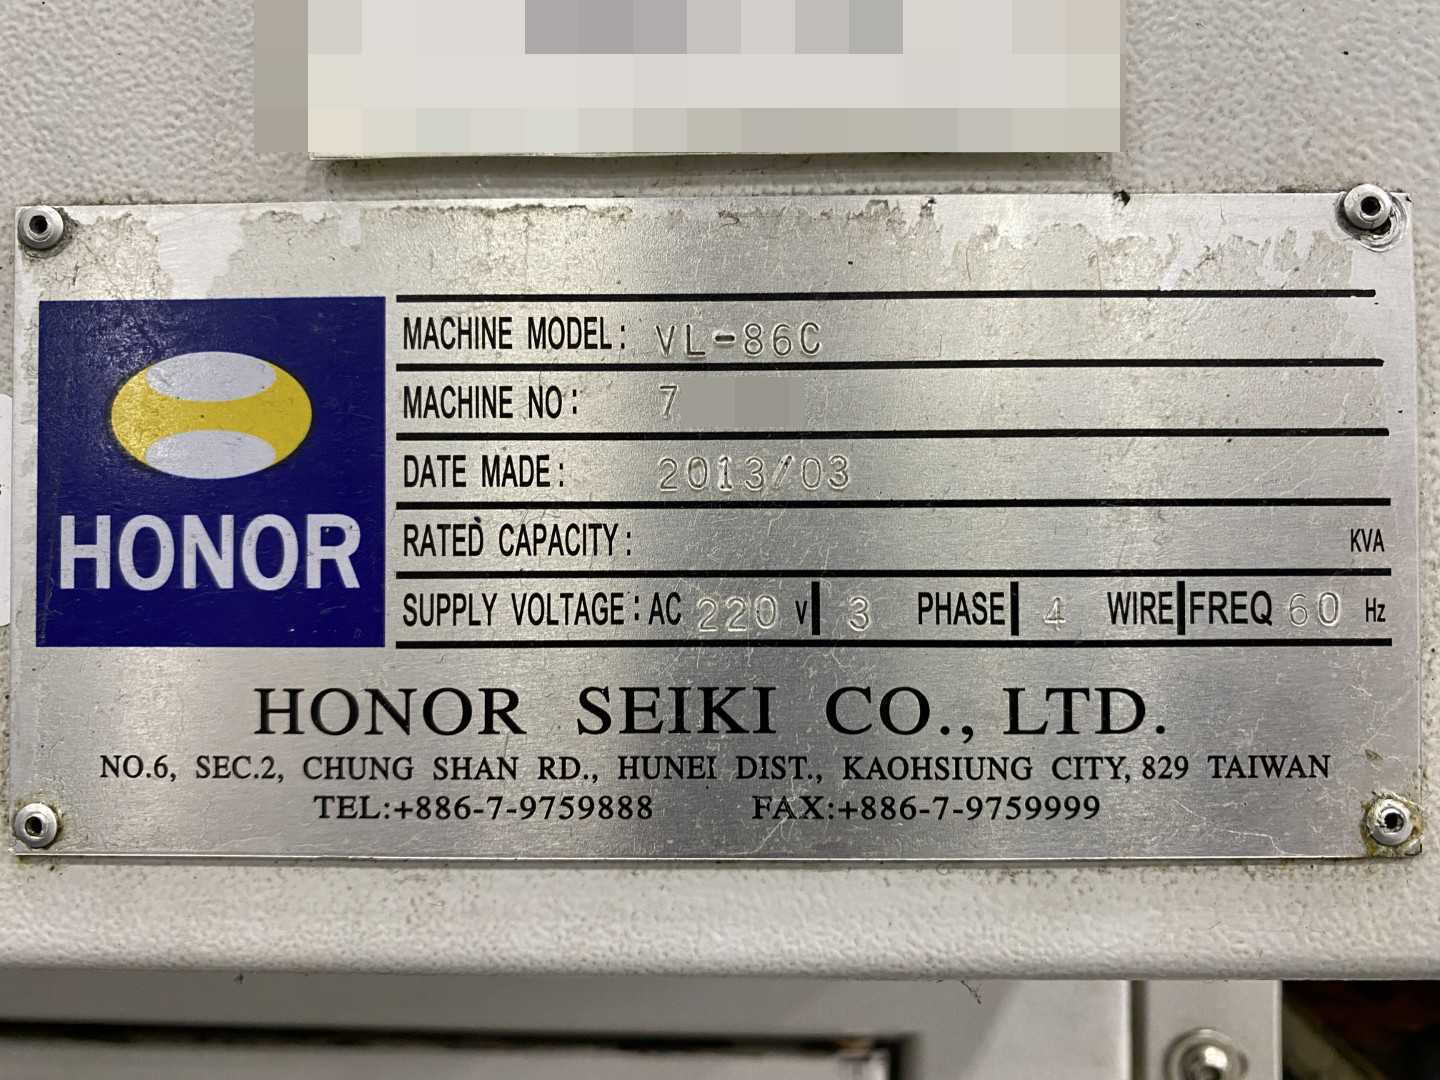 MACHINE MODEL: VL-86C
MACHINE NO: 7
DATE MADE: 2013/03
RATED CAPACITY: KVA
SUPPLY VOLTAGE: AC 220 V 3 PHASE 4 WIRE FREQ 60 Hz
HONOR
HONOR SEIKI CO., LTD.
NO.6, SEC.2, CHUNG SHAN RD., HUNEI DIST., KAOHSIUNG CITY, 829 TAIWAN
TEL:+886-7-9759888 FAX:+886-7-9759999